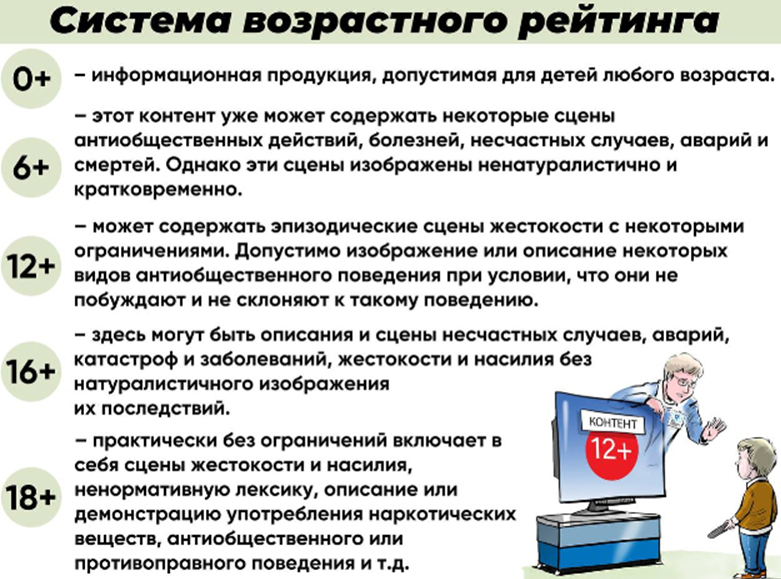 Система возрастного рейтинга
0+
– информационная продукция, допустимая для детей любого возраста.
6+
– этот контент уже может содержать некоторые сцены
антиобщественных действий, болезней, несчастных случаев, аварий и
смертей. Однако эти сцены изображены ненатуралистично и
кратковременно.
12+
– может содержать эпизодические сцены жестокости с некоторыми
ограничениями. Допустимо изображение или описание некоторых
видов антиобщественного поведения при условии, что они не
побуждают и не склоняют к такому поведению.
16+
– здесь могут быть описания и сцены несчастных случаев, аварий,
катастроф и заболеваний, жестокости и насилия без
натуралистичного изображения
их последствий.
18+
– практически без ограничений включает в
себя сцены жестокости и насилия,
ненормативную лексику, описание или
демонстрацию употребления наркотических
веществ, антиобщественного или
противоправного поведения и т.д.
КОНТЕНТ
12+